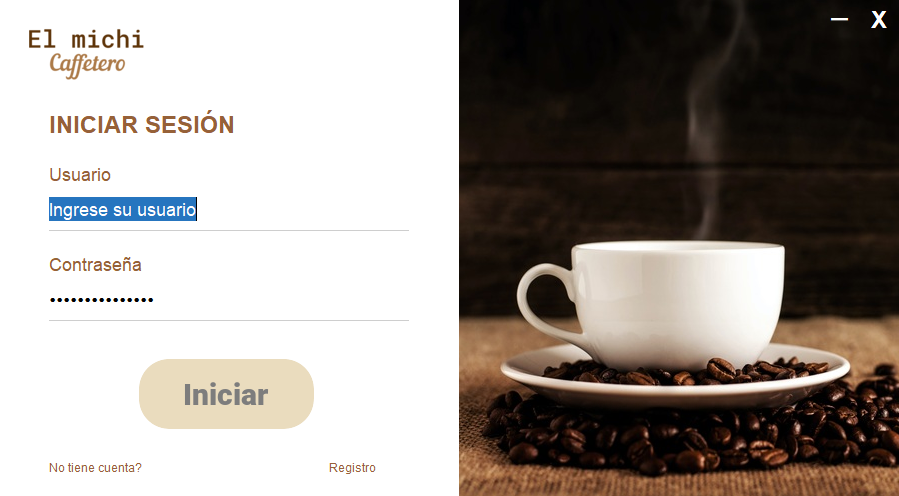 El michi
Caffetero
INICIAR SESIÓN
Usuario
Ingrese su usuario
Contraseña
•••••••••••••••
Iniciar
No tiene cuenta? Registro
X